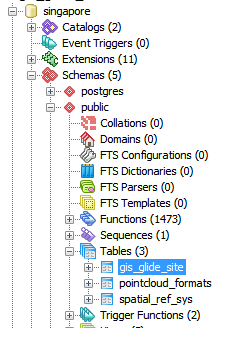 singapore
Catalogs (2)
Event Triggers (0)
Extensions (11)
Schemas (5)
postgres
public
Collations (0)
Domains (0)
FTS Configurations (0)
FTS Dictionaries (0)
FTS Parsers (0)
FTS Templates (0)
Functions (1473)
Sequences (1)
Tables (3)
gis_glide_site
pointcloud_formats
spatial_ref_sys
Trigger Functions (2)